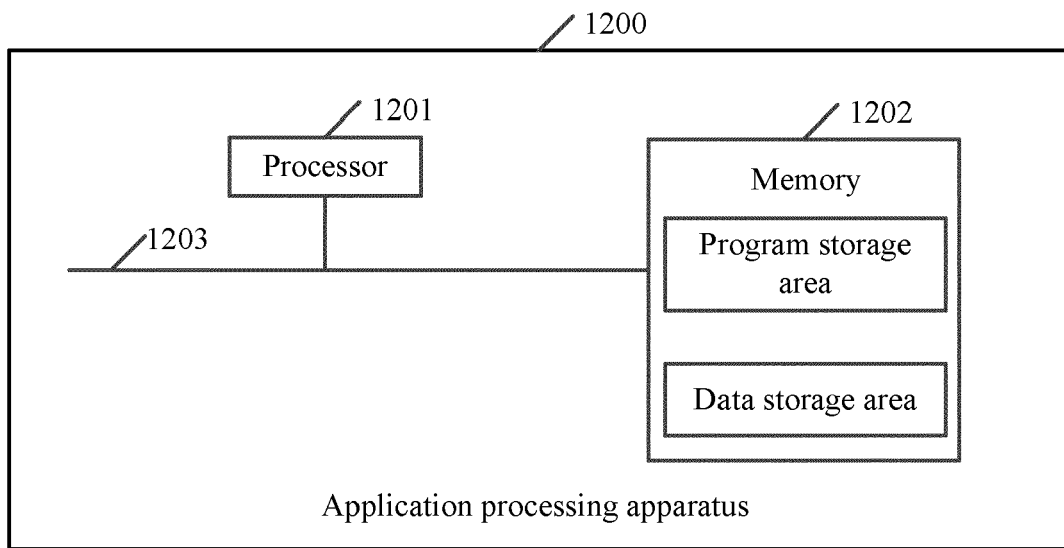 1200
1201
1202
Processor
Memory
1203
Program storage
area
Data storage area
Application processing apparatus